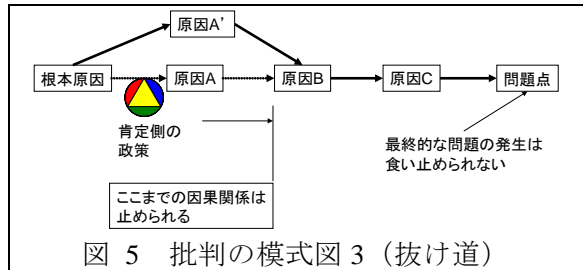 原因A'
根本原因
原因A
原因B
原因C
問題点
肯定側の
政策
最終的な問題の発生は
食い止められない
ここまでの因果関係は
止められる
図 5 批判の模式図 3（抜け道）